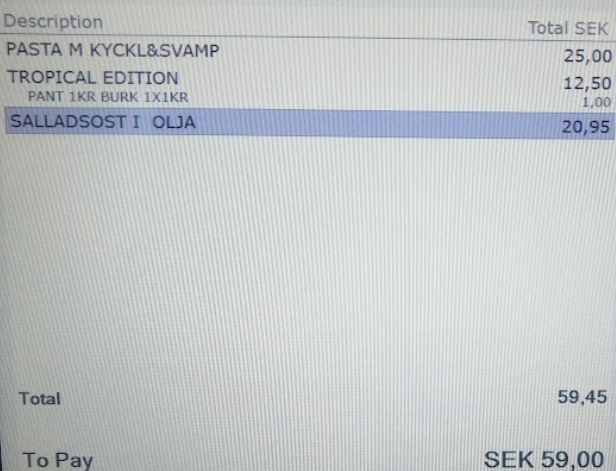 Description Total SEK
PASTA M KYCKL&SVAMP 25,00
TROPICAL EDITION 12,50
PANT 1KR BURK 1X1KR 1,00
SALLADSOST I OLJA 20,95
Total 59,45
To Pay SEK 59,00